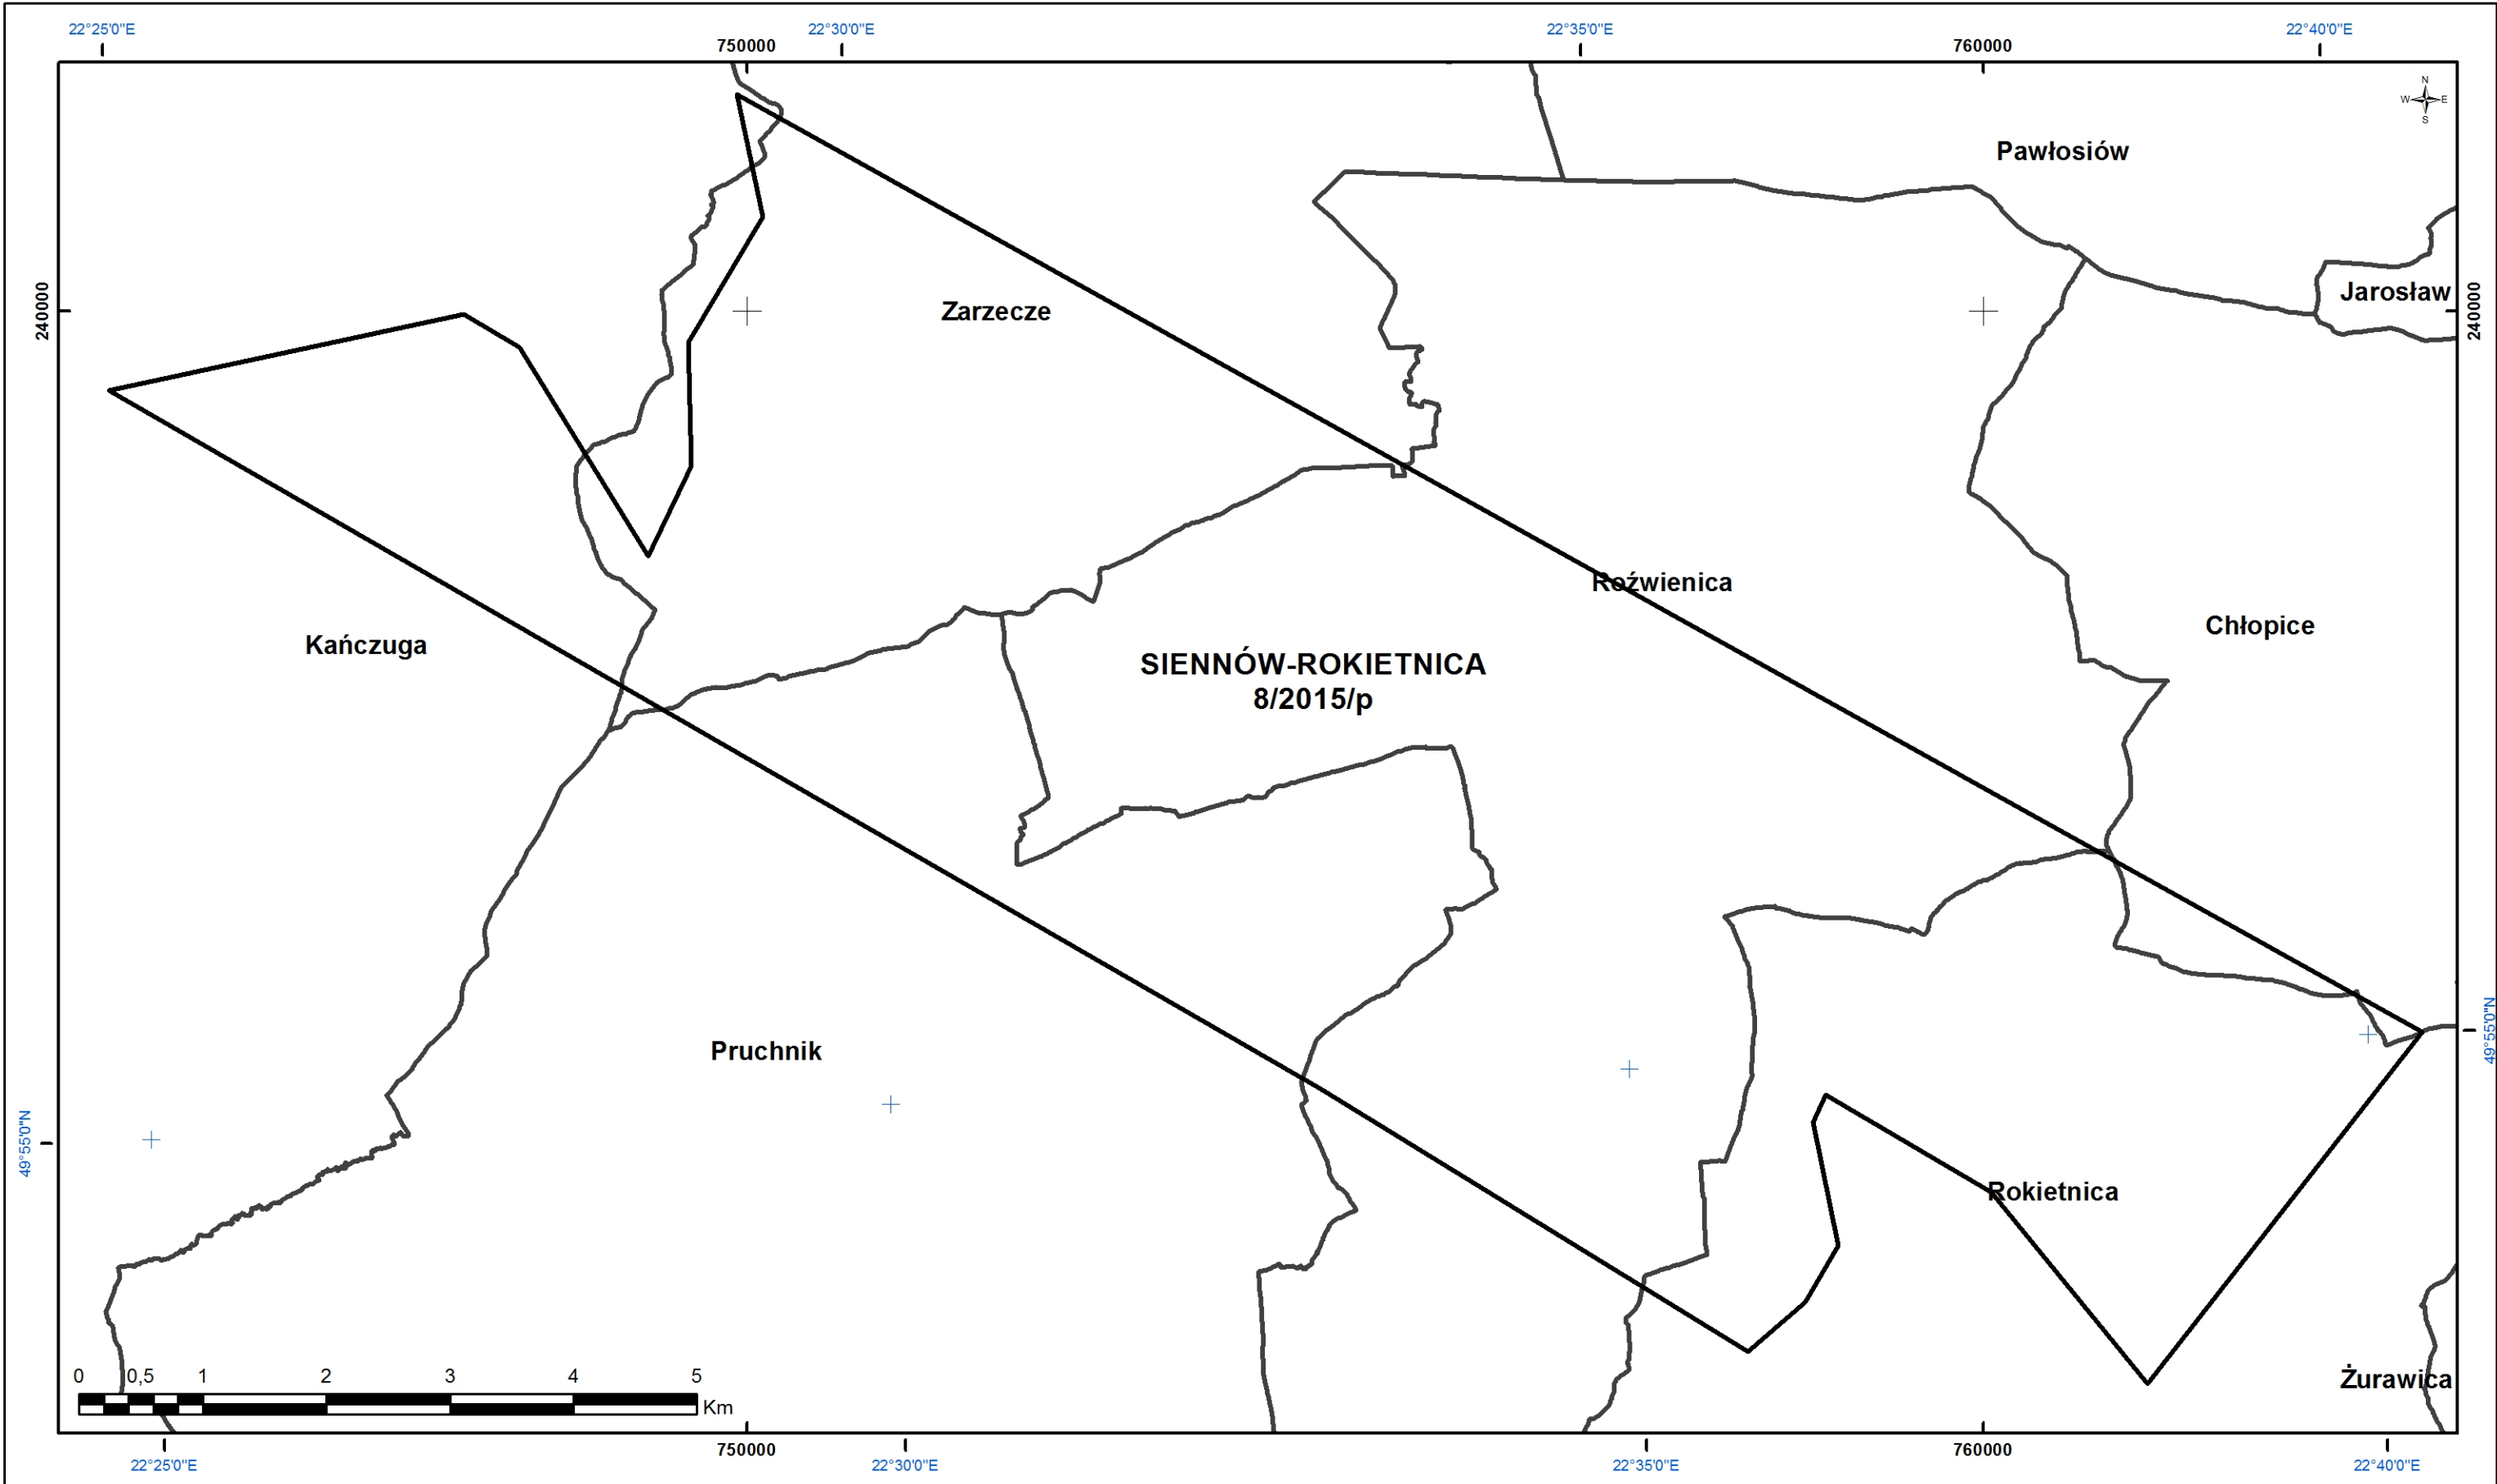 22°25'0"E
22°30'0"E
22°35'0"E
22°40'0"E
750000
760000
N
W E
S
Pawłosiów
240000
Zarzecze
Jarosław
240000
Roźwienica
Chłopice
Kańczuga
SIENNÓW-ROKIETNICA
8/2015/p
49°55'0"N
Pruchnik
49°55'0"N
Rokietnica
Żurawica
0 0,5 1 2 3 4 5
Km
750000
760000
22°25'0"E
22°30'0"E
22°35'0"E
22°40'0"E